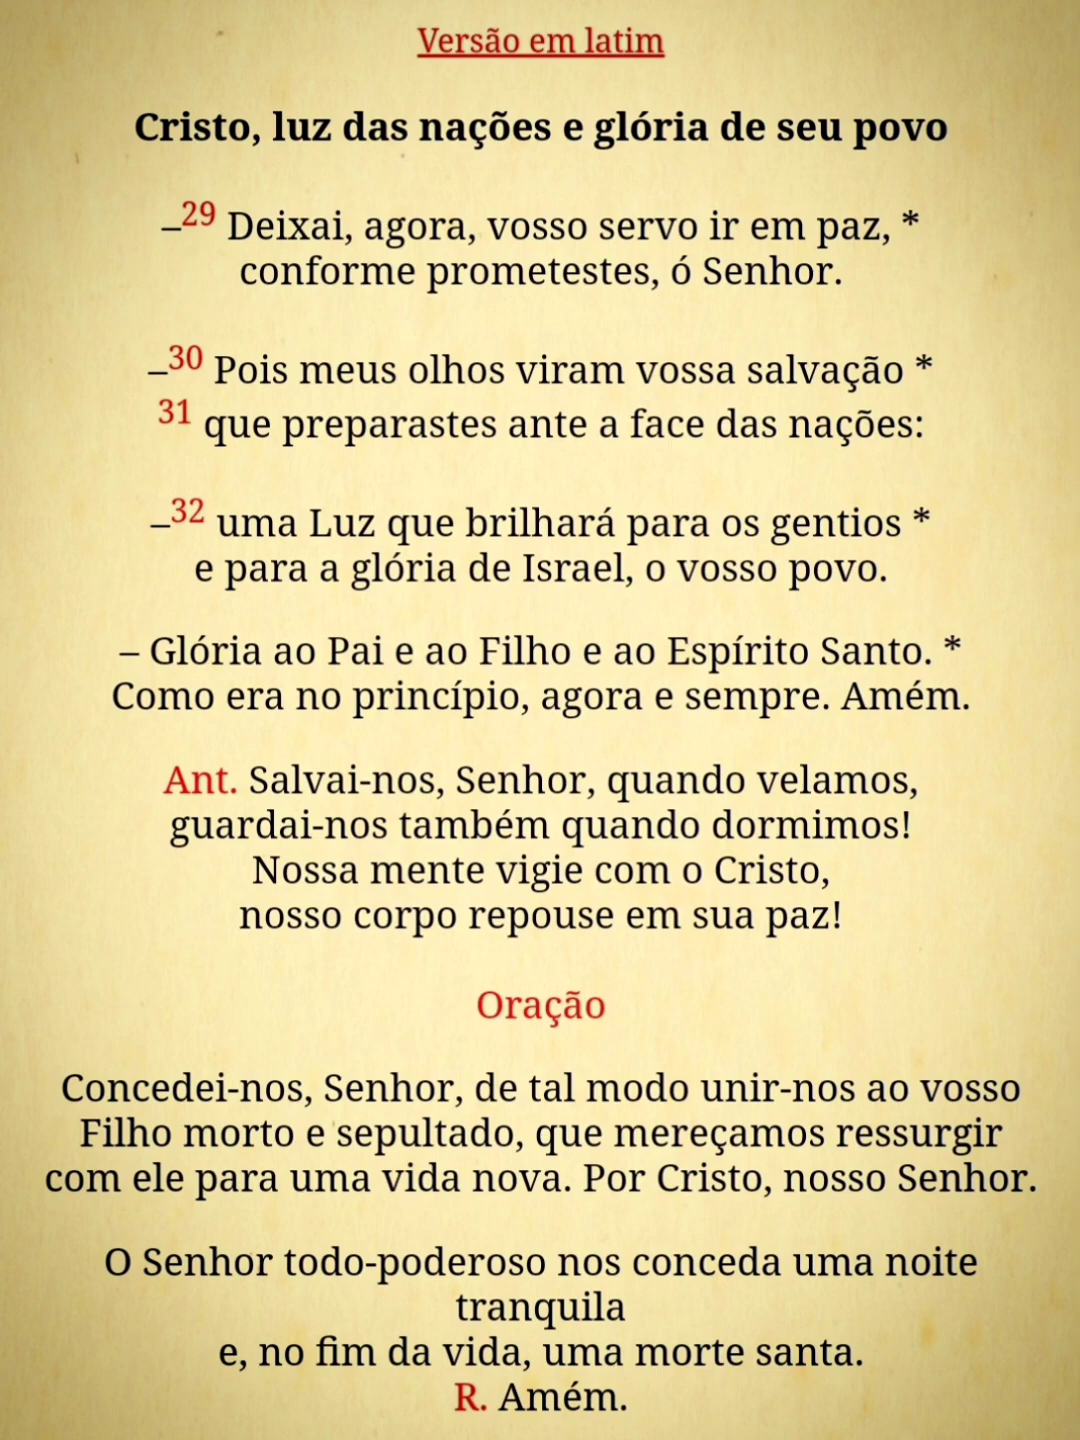 Versão em latim
Cristo, luz das nações e glória de seu povo
–29 Deixai, agora, vosso servo ir em paz, *
conforme prometestes, ó Senhor.
–30 Pois meus olhos viram vossa salvação *
31 que preparastes ante a face das nações:
–32 uma Luz que brilhará para os gentios *
e para a glória de Israel, o vosso povo.
– Glória ao Pai e ao Filho e ao Espírito Santo. *
Como era no princípio, agora e sempre. Amém.
Ant. Salvai-nos, Senhor, quando velamos,
guardai-nos também quando dormimos!
Nossa mente vigie com o Cristo,
nosso corpo repouse em sua paz!
Oração
Concedei-nos, Senhor, de tal modo unir-nos ao vosso
Filho morto e sepultado, que mereçamos ressurgir
com ele para uma vida nova. Por Cristo, nosso Senhor.
O Senhor todo-poderoso nos conceda uma noite
tranquila
e, no fim da vida, uma morte santa.
R. Amém.